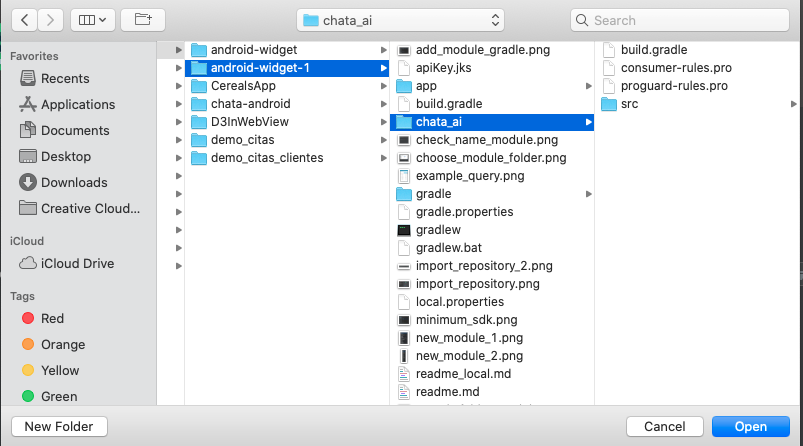 chata_ai
Search
Favorites
Recents
Applications
Documents
Desktop
Downloads
Creative Cloud...
iCloud
iCloud Drive
Tags
Red
Orange
Yellow
Green
android-widget
android-widget-1
CerealsApp
chata-android
D3InWebView
demo_citas
demo_citas_clientes
add_module_gradle.png
apiKey.jks
app
build.gradle
chata_ai
check_name_module.png
choose_module_folder.png
example_query.png
gradle
gradle.properties
gradlew
gradlew.bat
import_repository_2.png
import_repository.png
local.properties
minimum_sdk.png
new_module_1.png
new_module_2.png
readme_local.md
readme.md
build.gradle
consumer-rules.pro
proguard-rules.pro
src
New Folder
Cancel
Open